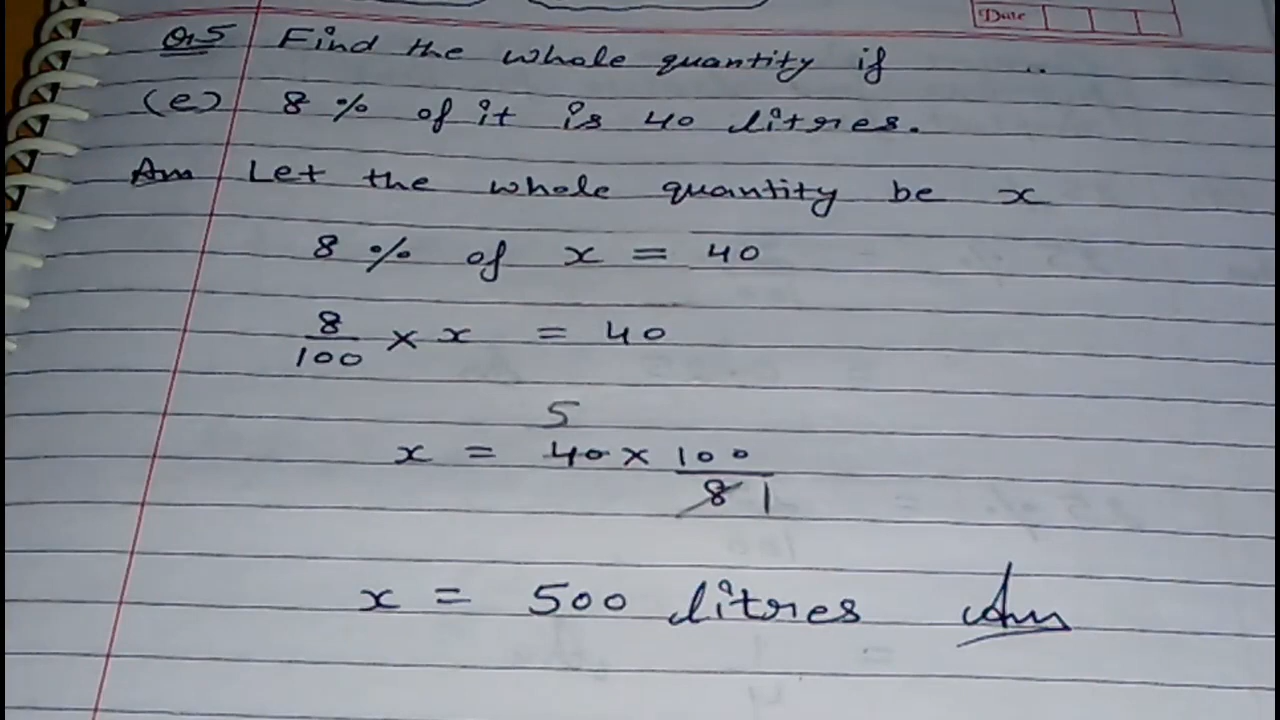 Date
Q.5 Find the whole quantity if ..
(e) 8 % of it is 40 litres.
Ans Let the whole quantity be x
8 % of x = 40
8/100 × x = 40
5
x = 40 × 100/8 1
x = 500 litres Ans